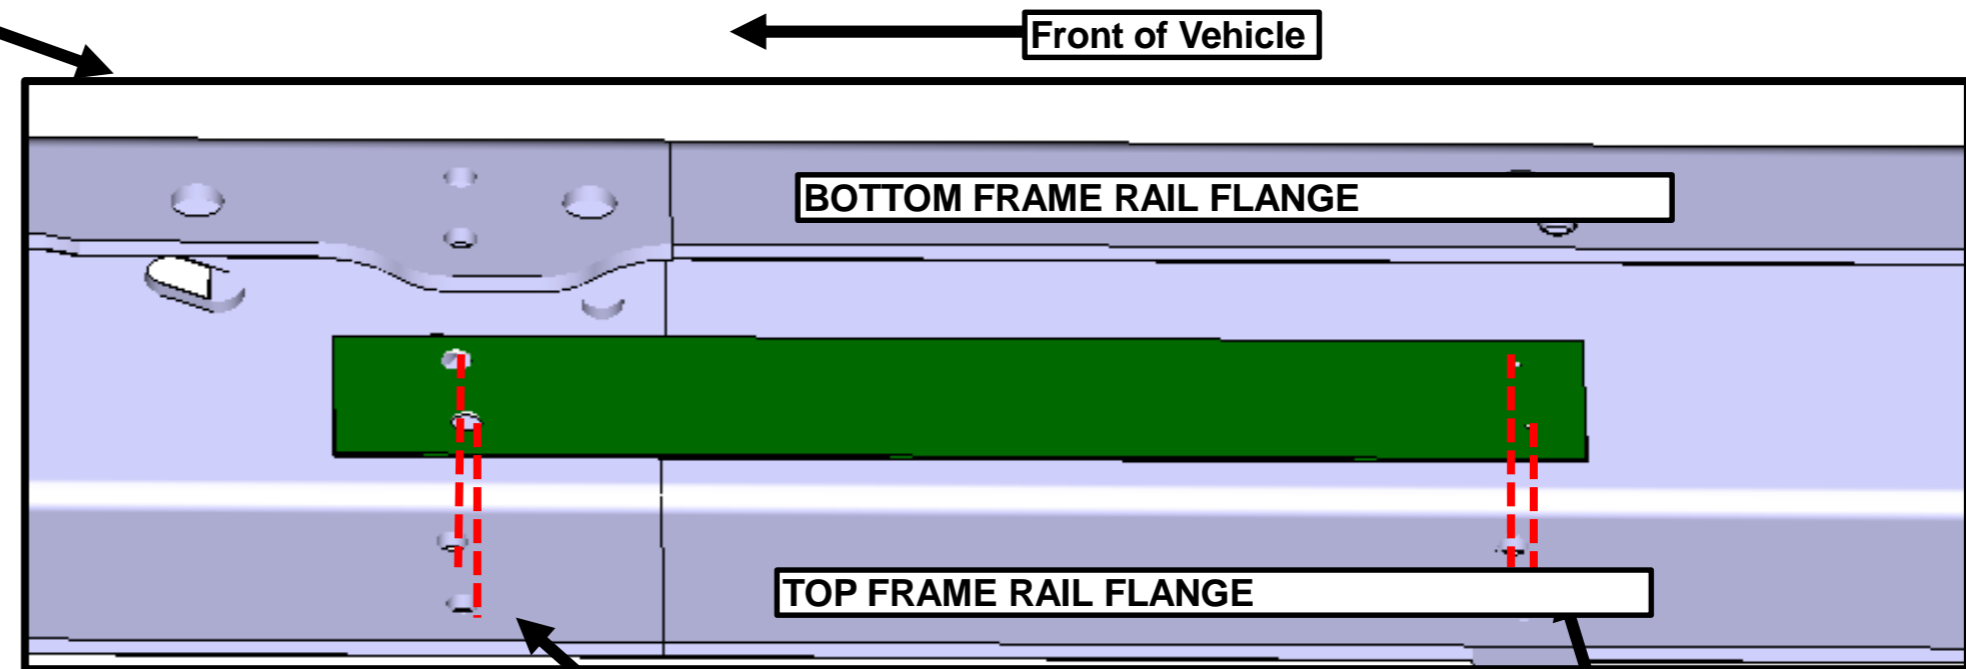 Front of Vehicle
BOTTOM FRAME RAIL FLANGE
TOP FRAME RAIL FLANGE